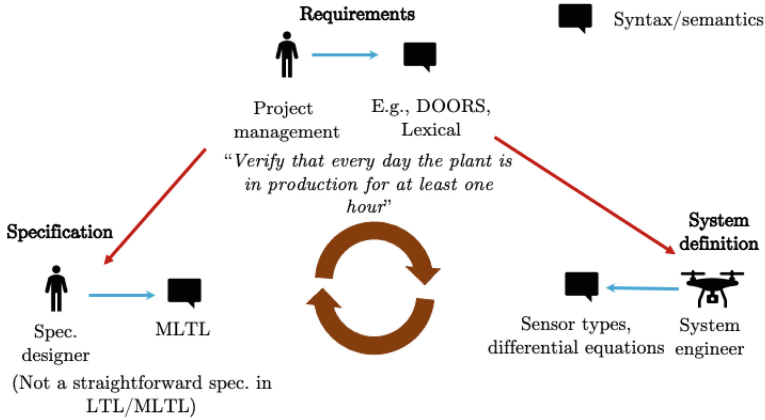 Requirements
Syntax/semantics
Project
management
E.g., DOORS,
Lexical
“Verify that every day the plant is
in production for at least one
hour”
Specification
Spec.
designer
MLTL
(Not a straightforward spec. in
LTL/MLTL)
System
definition
Sensor types,
differential equations
System
engineer